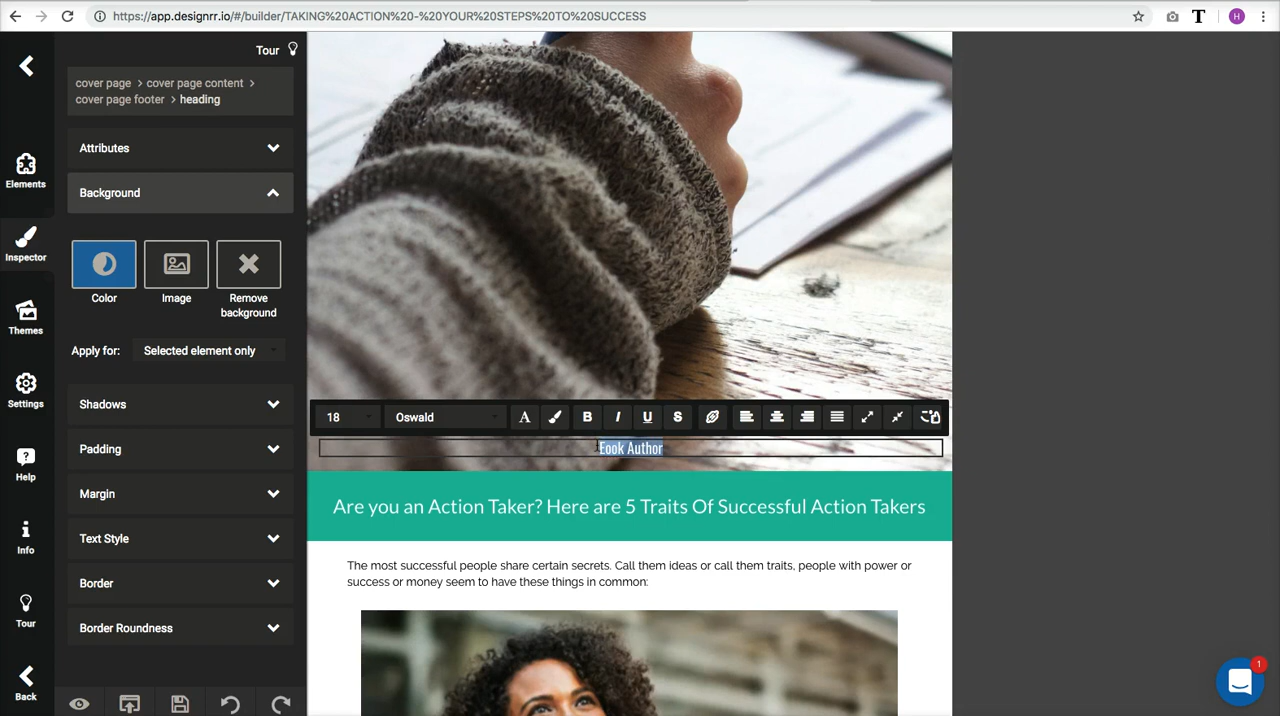 https://app.designrr.io/#/builder/TAKING%20ACTION%20-%20YOUR%20STEPS%20TO%20SUCCESS
T
H
Tour
cover page > cover page content >
cover page footer > heading
Attributes
Background
Color
Image
Remove
background
Apply for:
Selected element only
Shadows
Padding
Margin
Text Style
Border
Border Roundness
Elements
Inspector
Themes
Settings
Help
Info
Tour
Back
18
Oswald
A
B
I
U
S
Eook Author
Are you an Action Taker? Here are 5 Traits Of Successful Action Takers
The most successful people share certain secrets. Call them ideas or call them traits, people with power or
success or money seem to have these things in common:
1